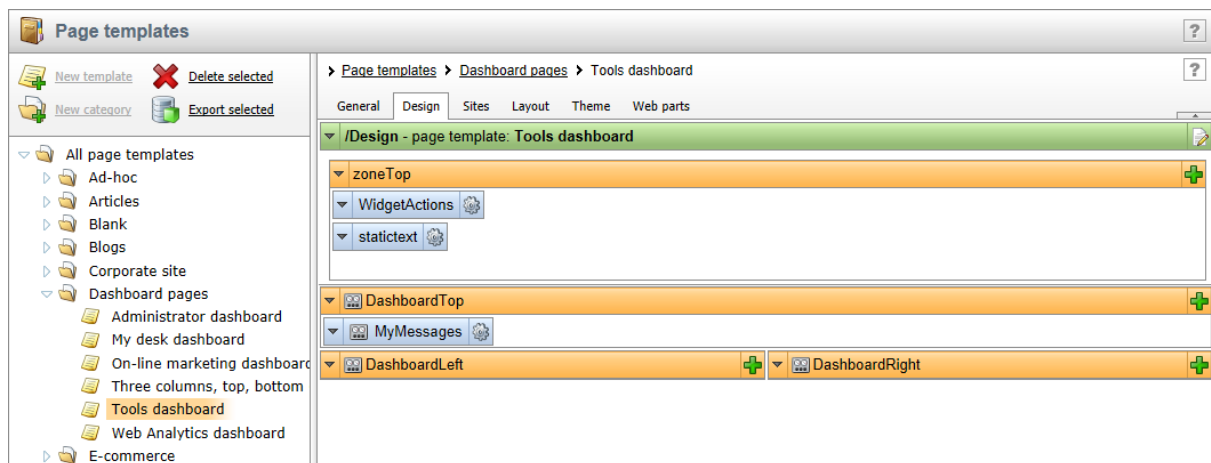 Page templates
?
New template
Delete selected
New category
Export selected
All page templates
Ad-hoc
Articles
Blank
Blogs
Corporate site
Dashboard pages
Administrator dashboard
My desk dashboard
On-line marketing dashboard
Three columns, top, bottom
Tools dashboard
Web Analytics dashboard
E-commerce
Page templates Dashboard pages Tools dashboard
?
General Design Sites Layout Theme Web parts
/Design - page template: Tools dashboard
zoneTop
WidgetActions
statictext
DashboardTop
MyMessages
DashboardLeft
DashboardRight